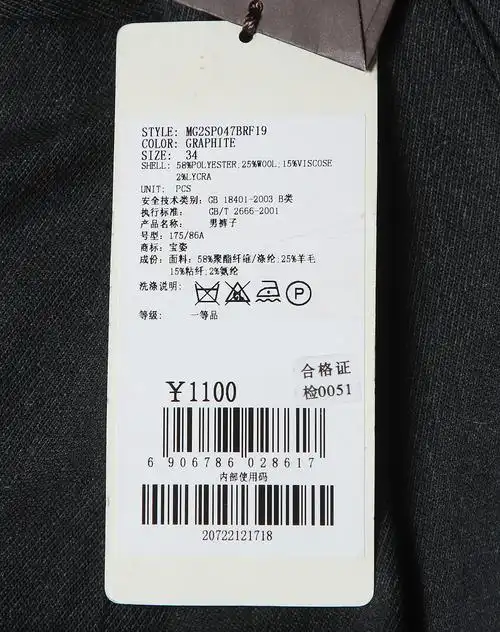 STYLE: MG2SP047BRF19
COLOR: GRAPHITE
SIZE: 34
SHELL: 58%POLYESTER;25%WOOL;15%VISCOSE
2%LYCRA
UNIT: PCS
安全技术类别: GB 18401-2003 B类
执行标准: GB/T 2666-2001
产品名称: 男裤子
号型: 175/86A
商标: 宝姿
成份: 面料: 58%聚酯纤维/涤纶;25%羊毛
15%粘纤;2%氨纶
洗涤说明: P
等级: 一等品
合格证
检0051
¥1100
6 906786 028617
内部使用码
20722121718